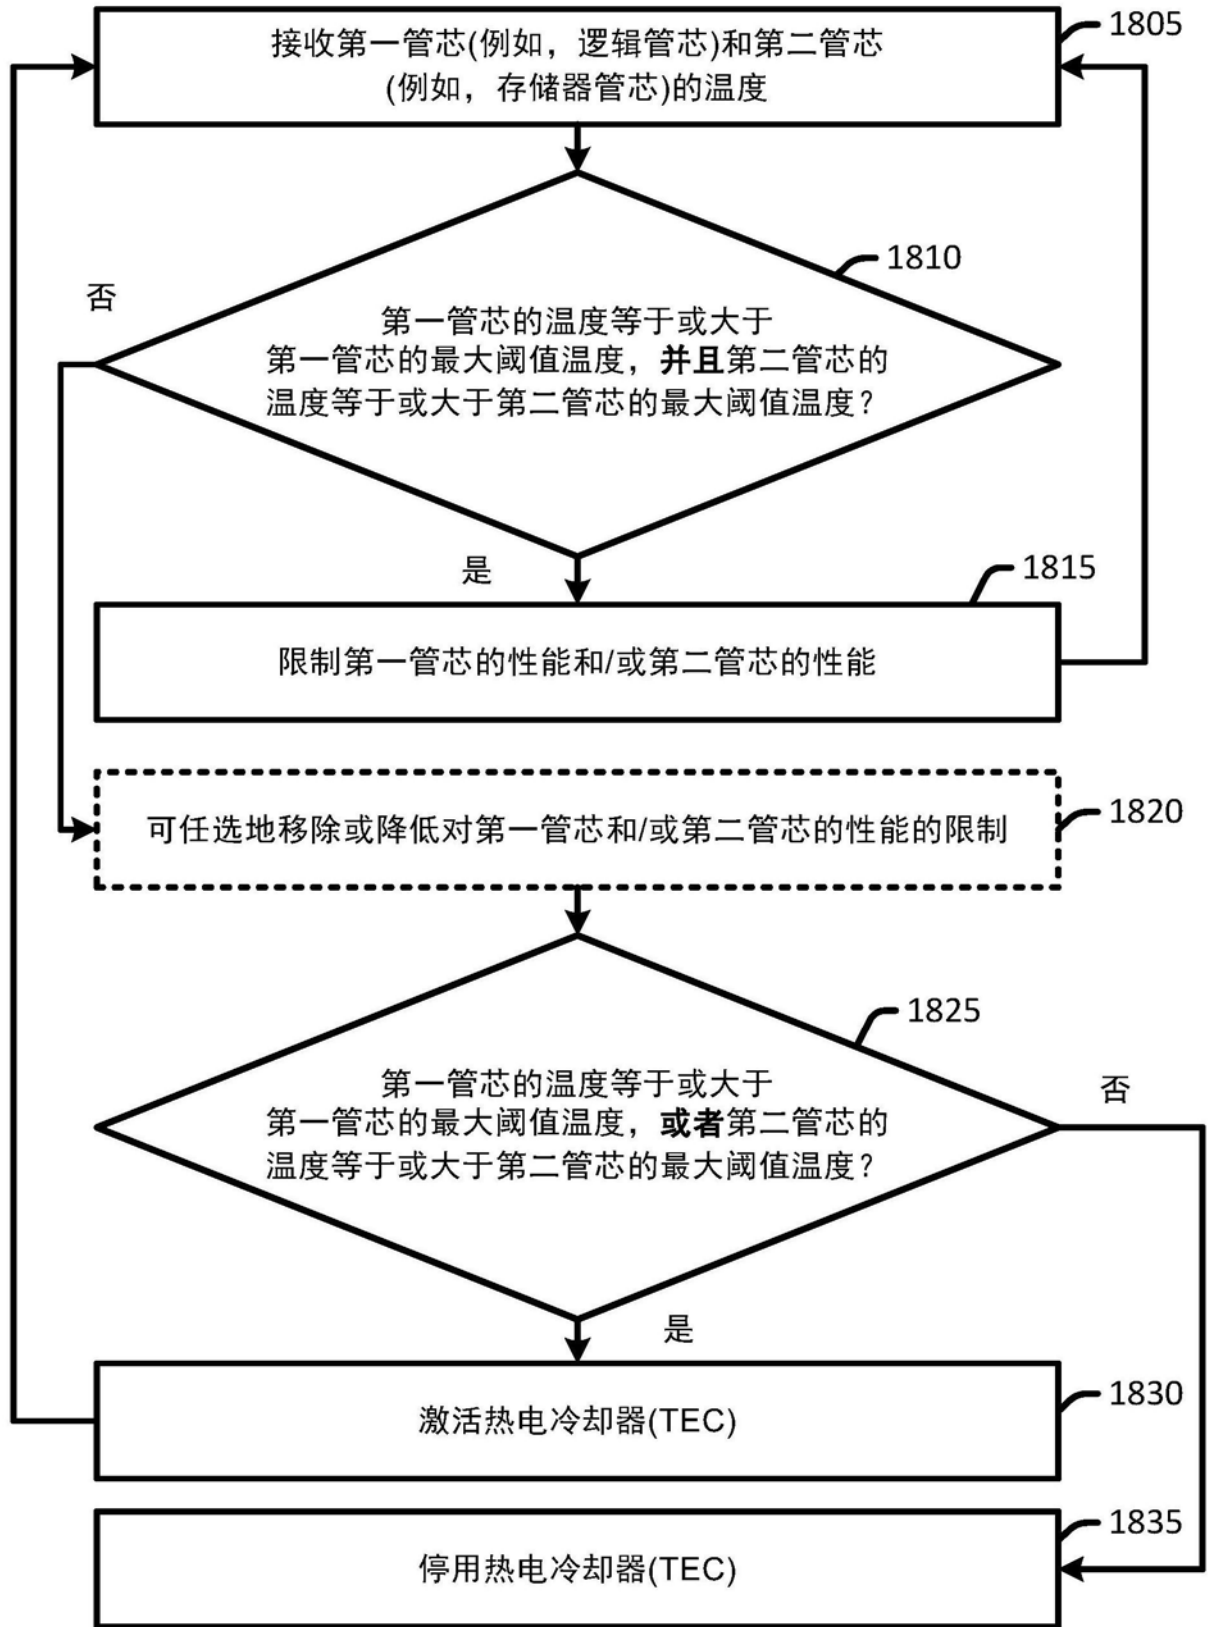 接收第一管芯(例如，逻辑管芯)和第二管芯
(例如，存储器管芯)的温度
1805
1810
否
第一管芯的温度等于或大于
第一管芯的最大阈值温度，并且第二管芯的
温度等于或大于第二管芯的最大阈值温度？
是
1815
限制第一管芯的性能和/或第二管芯的性能
可任选地移除或降低对第一管芯和/或第二管芯的性能的限制
1820
1825
第一管芯的温度等于或大于
第一管芯的最大阈值温度，或者第二管芯的
温度等于或大于第二管芯的最大阈值温度？
否
是
激活热电冷却器(TEC)
1830
停用热电冷却器(TEC)
1835